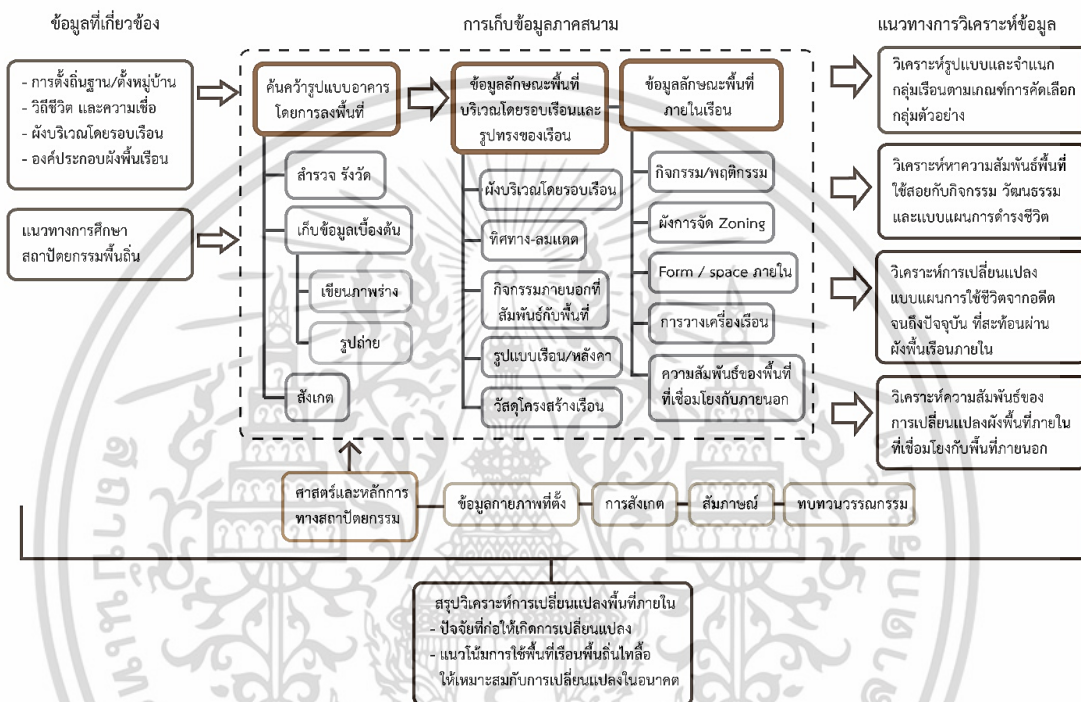 ข้อมูลที่เกี่ยวข้อง
- การตั้งถิ่นฐาน/ตั้งหมู่บ้าน
- วิถีชีวิต และความเชื่อ
- ผังบริเวณโดยรอบเรือน
- องค์ประกอบผังพื้นเรือน
แนวทางการศึกษา
สถาปัตยกรรมพื้นถิ่น
การเก็บข้อมูลภาคสนาม
ค้นคว้ารูปแบบอาคาร
โดยการลงพื้นที่
สำรวจ รังวัด
เก็บข้อมูลเบื้องต้น
เขียนภาพร่าง
รูปถ่าย
สังเกต
ข้อมูลลักษณะพื้นที่
บริเวณโดยรอบเรือนและ
รูปทรงของเรือน
ผังบริเวณโดยรอบเรือน
ทิศทาง-ลมแดด
กิจกรรมภายนอกที่
สัมพันธ์กับพื้นที่
รูปแบบเรือน/หลังคา
วัสดุโครงสร้างเรือน
ข้อมูลลักษณะพื้นที่
ภายในเรือน
กิจกรรม/พฤติกรรม
ผังการจัด Zoning
Form / space ภายใน
การวางเครื่องเรือน
ความสัมพันธ์ของพื้นที่
ที่เชื่อมโยงกับภายนอก
แนวทางการวิเคราะห์ข้อมูล
วิเคราะห์รูปแบบและจำแนก
กลุ่มเรือนตามเกณฑ์การคัดเลือก
กลุ่มตัวอย่าง
วิเคราะห์หาความสัมพันธ์พื้นที่
ใช้สอยกับกิจกรรม วัฒนธรรม
และแบบแผนการดำรงชีวิต
วิเคราะห์การเปลี่ยนแปลง
แบบแผนการใช้ชีวิตจากอดีต
จนถึงปัจจุบัน ที่สะท้อนผ่าน
ผังพื้นเรือนภายใน
วิเคราะห์ความสัมพันธ์ของ
การเปลี่ยนแปลงผังพื้นที่ภายใน
ที่เชื่อมโยงกับพื้นที่ภายนอก
ศาสตร์และหลักการ
ทางสถาปัตยกรรม
ข้อมูลกายภาพที่ตั้ง
การสังเกต
สัมภาษณ์
ทบทวนวรรณกรรม
สรุปวิเคราะห์การเปลี่ยนแปลงพื้นที่ภายใน
- ปัจจัยที่ก่อให้เกิดการเปลี่ยนแปลง
- แนวโน้มการใช้พื้นที่เรือนพื้นถิ่นไทลื้อ
ให้เหมาะสมกับการเปลี่ยนแปลงในอนาคต